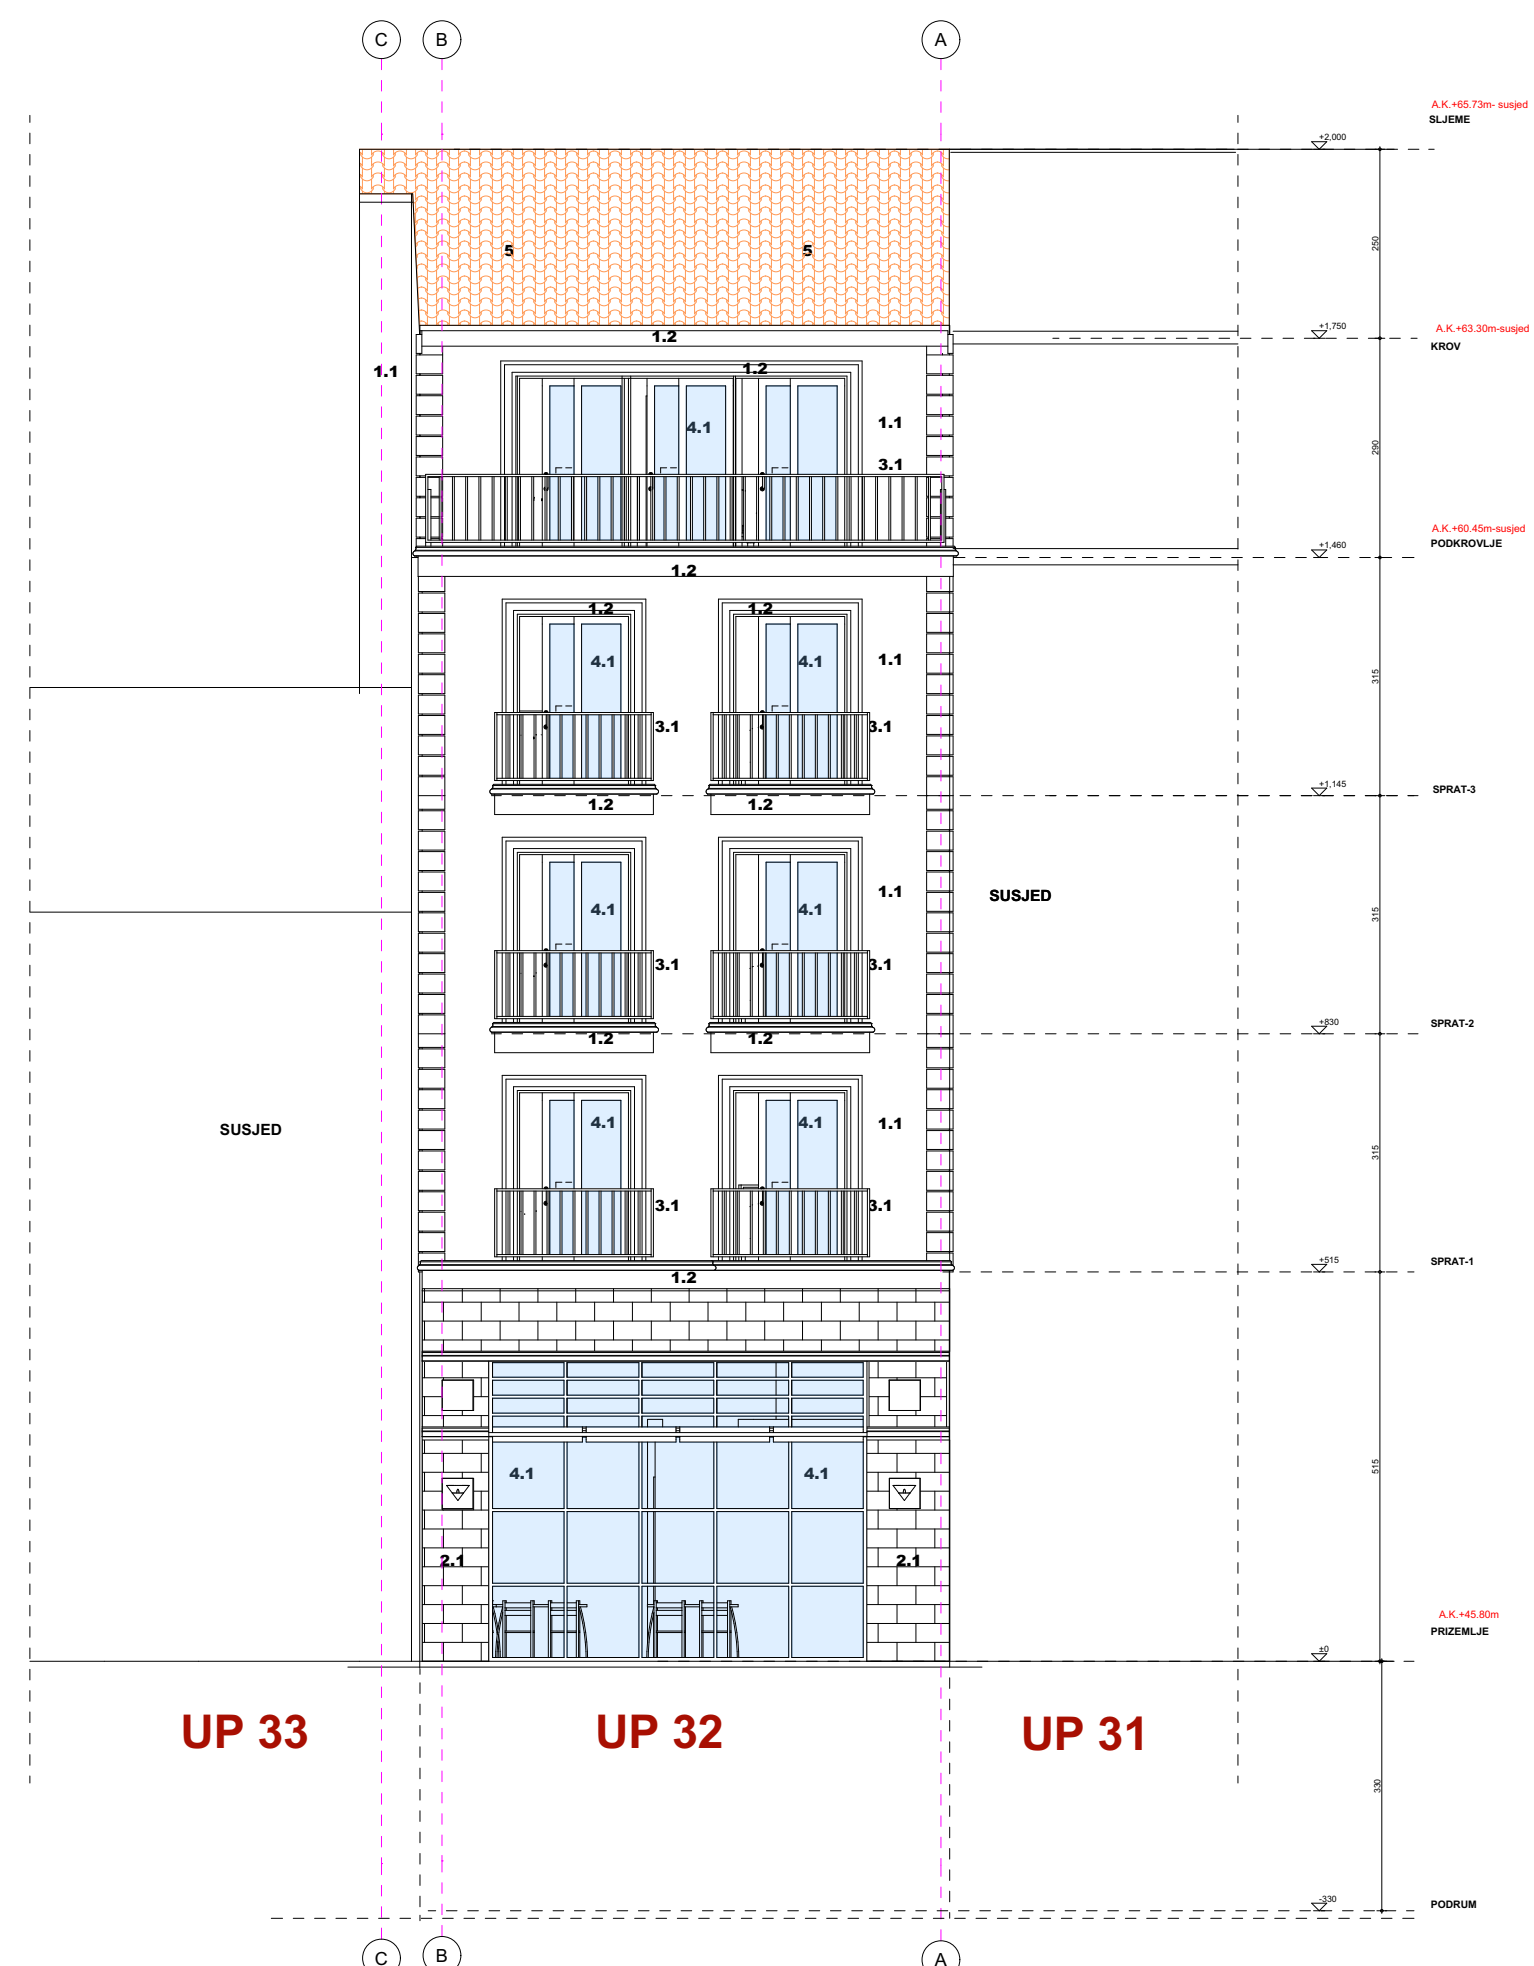 C B A
A.K.+65.73m- susjed
SLJEME
+2,000
250
5 5
+1,750
A.K.+63.30m-susjed
KROV
1.2
1.1
1.2
4.1
1.1
3.1
290
A.K.+60.45m-susjed
PODKROVLJE
+1,460
1.2
1.2 1.2
4.1 4.1 1.1
315
3.1 3.1
+1,145
SPRAT-3
1.2 1.2
4.1 4.1 1.1
SUSJED
315
3.1 3.1
+830
SPRAT-2
1.2 1.2
4.1 4.1 1.1
SUSJED
315
3.1 3.1
+515
SPRAT-1
1.2
4.1 4.1
515
2.1 2.1
A.K.+45.80m
PRIZEMLJE
±0
UP 33 UP 32 UP 31
330
-330
PODRUM
C B A